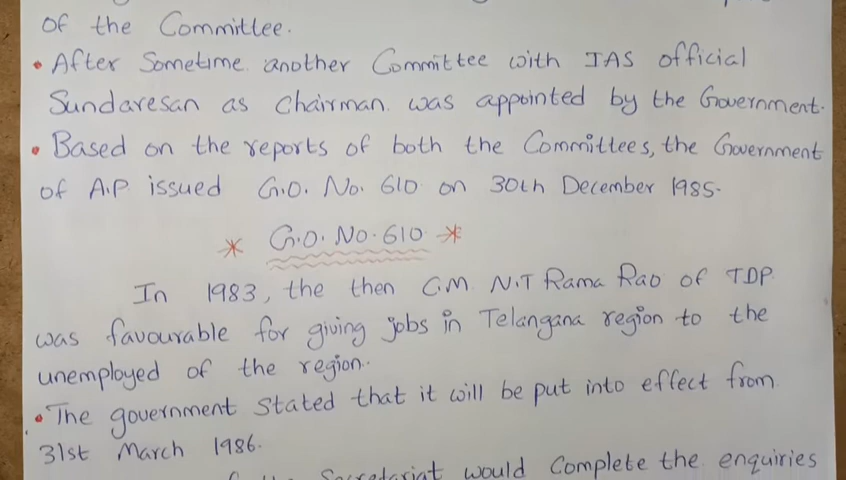 of the Committee.
• After Sometime another Committee with IAS official
Sundaresan as Chairman was appointed by the Government.
• Based on the reports of both the Committees, the Government
of A.P issued G.O. No. 610 on 30th December 1985.
* G.O. No. 610 *
In 1983, the then C.M. N.T Rama Rao of TDP
was favourable for giving jobs in Telangana region to the
unemployed of the region.
• The government Stated that it will be put into effect from
31st March 1986.
Secretariat would Complete the enquiries